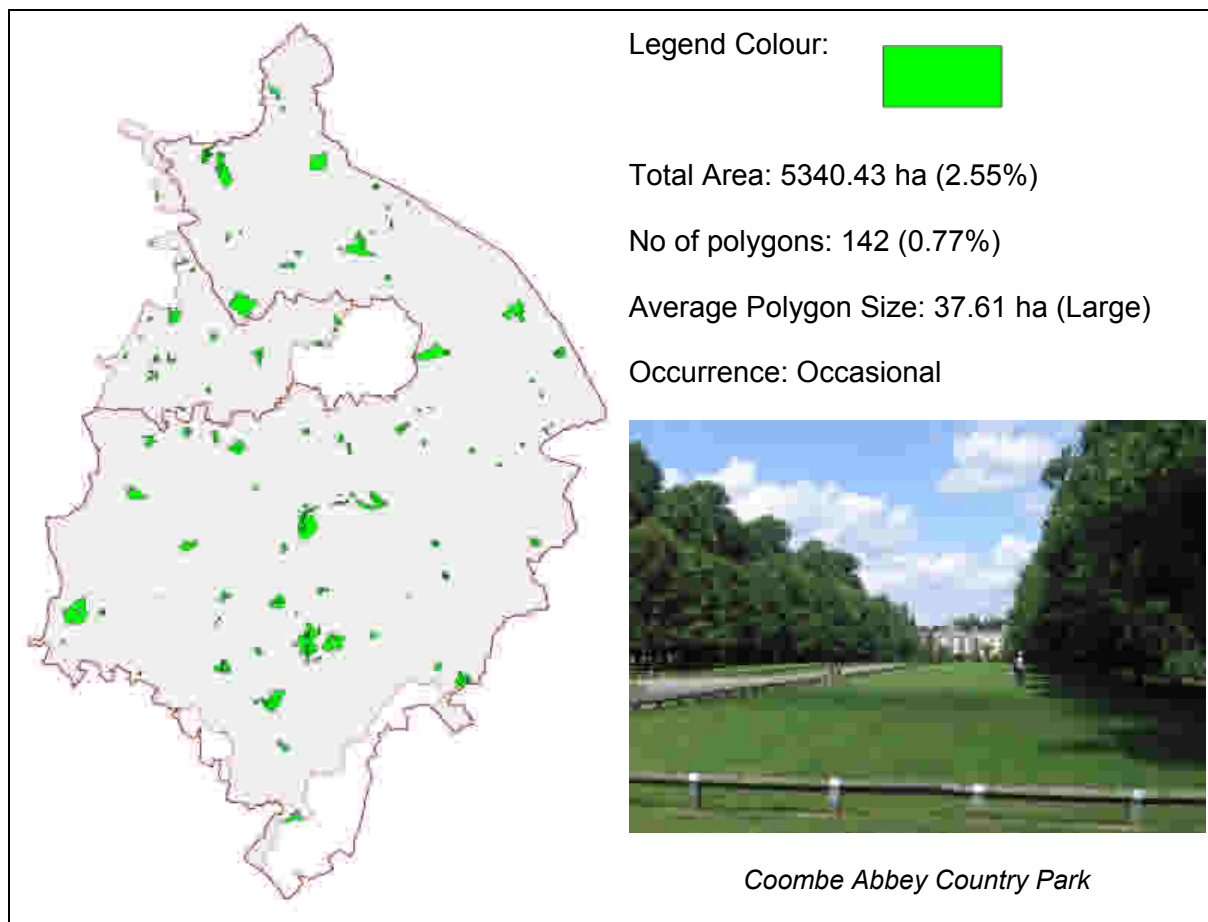 Legend Colour:
Total Area: 5340.43 ha (2.55%)
No of polygons: 142 (0.77%)
Average Polygon Size: 37.61 ha (Large)
Occurrence: Occasional
Coombe Abbey Country Park